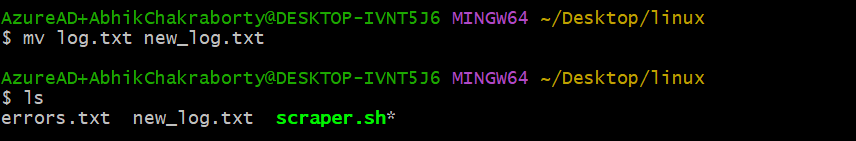 AzureAD+AbhikChakraborty@DESKTOP-IVNT5J6 MINGW64 ~/Desktop/linux
$ mv log.txt new_log.txt
AzureAD+AbhikChakraborty@DESKTOP-IVNT5J6 MINGW64 ~/Desktop/linux
$ ls
errors.txt  new_log.txt  scraper.sh*